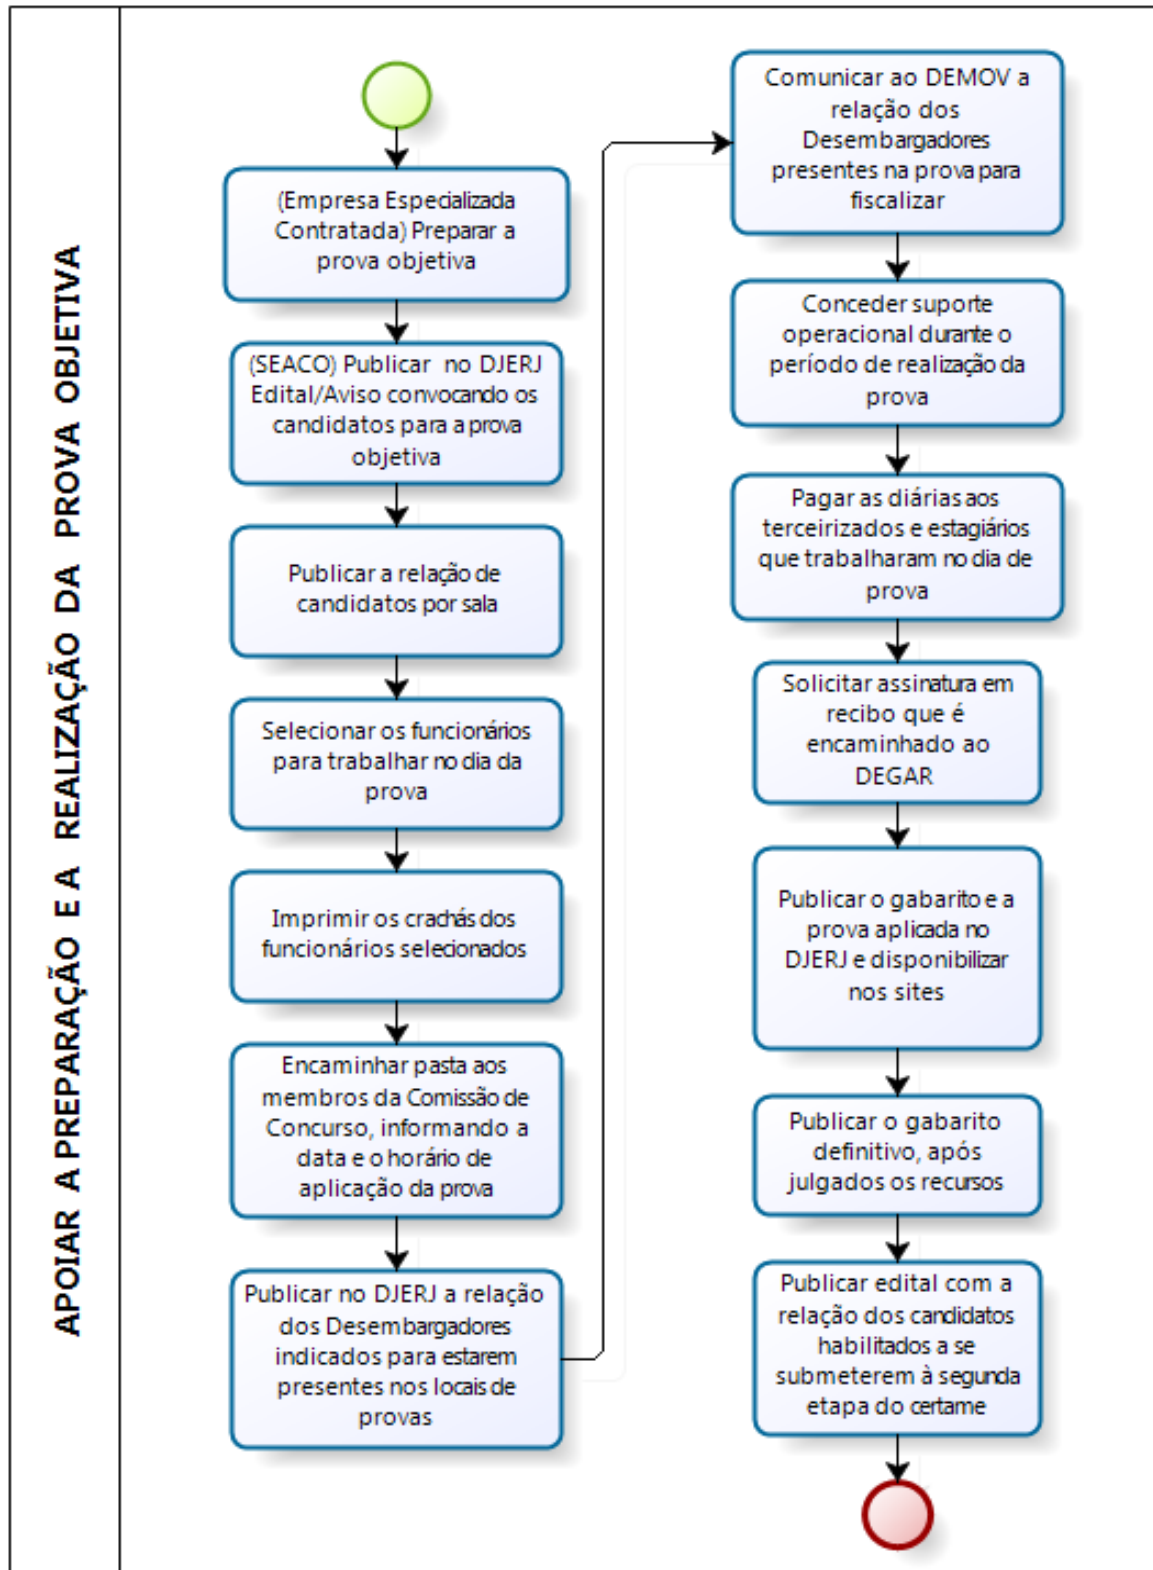 APOIAR A PREPARAÇÃO E A REALIZAÇÃO DA PROVA OBJETIVA
(Empresa Especializada
Contratada) Preparar a
prova objetiva
(SEACO) Publicar no DJERJ
Edital/Aviso convocando os
candidatos para a prova
objetiva
Publicar a relação de
candidatos por sala
Selecionar os funcionários
para trabalhar no dia da
prova
Imprimir os crachás dos
funcionários selecionados
Encaminhar pasta aos
membros da Comissão de
Concurso, informando a
data e o horário de
aplicação da prova
Publicar no DJERJ a relação
dos Desembargadores
indicados para estarem
presentes nos locais de
provas
Comunicar ao DEMOV a
relação dos
Desembargadores
presentes na prova para
fiscalizar
Conceder suporte
operacional durante o
período de realização da
prova
Pagar as diárias aos
terceirizados e estagiários
que trabalharam no dia de
prova
Solicitar assinatura em
recibo que é
encaminhado ao
DEGAR
Publicar o gabarito e a
prova aplicada no
DJERJ e disponibilizar
nos sites
Publicar o gabarito
definitivo, após
julgados os recursos
Publicar edital com a
relação dos candidatos
habilitados a se
submeterem à segunda
etapa do certame